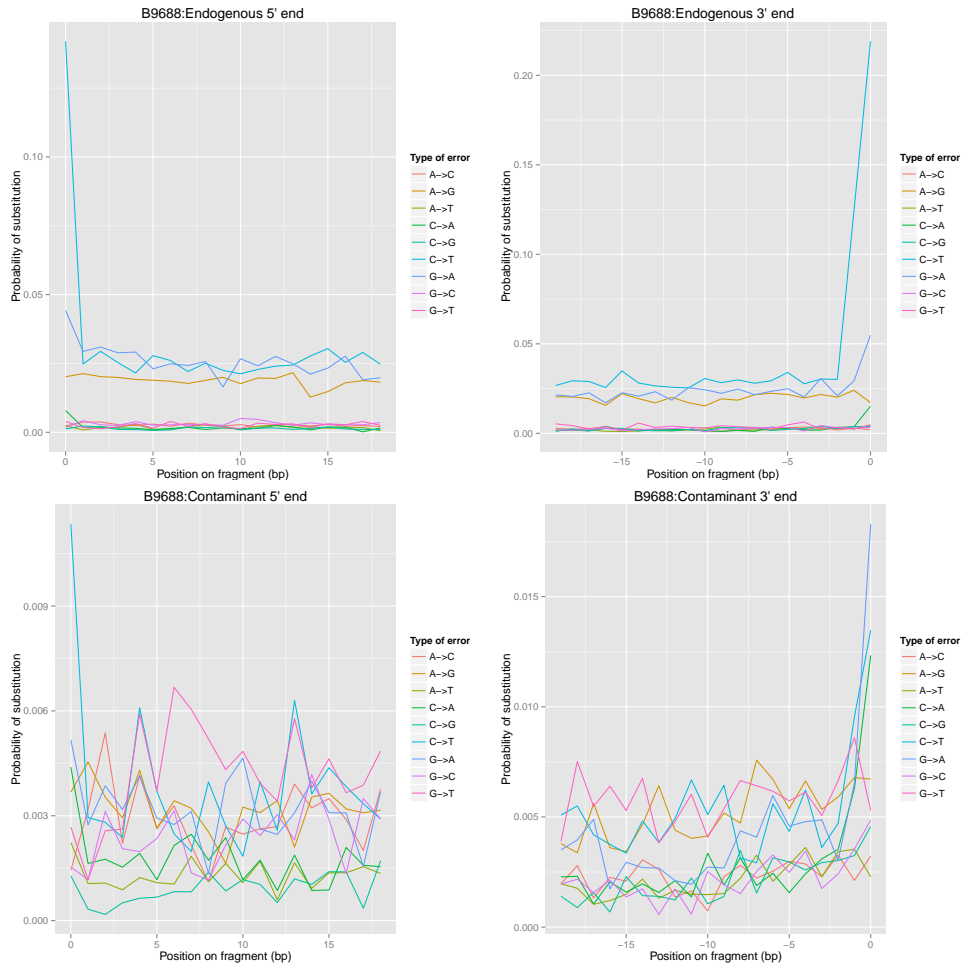 B9688:Endogenous 5' end
Probability of substitution
0.10
0.05
0.00
0
5
10
15
Position on fragment (bp)
Type of error
A−>C
A−>G
A−>T
C−>A
C−>G
C−>T
G−>A
G−>C
G−>T
B9688:Endogenous 3' end
Probability of substitution
0.20
0.15
0.10
0.05
0.00
−15
−10
−5
0
Position on fragment (bp)
Type of error
A−>C
A−>G
A−>T
C−>A
C−>G
C−>T
G−>A
G−>C
G−>T
B9688:Contaminant 5' end
Probability of substitution
0.009
0.006
0.003
0.000
0
5
10
15
Position on fragment (bp)
Type of error
A−>C
A−>G
A−>T
C−>A
C−>G
C−>T
G−>A
G−>C
G−>T
B9688:Contaminant 3' end
Probability of substitution
0.015
0.010
0.005
0.000
−15
−10
−5
0
Position on fragment (bp)
Type of error
A−>C
A−>G
A−>T
C−>A
C−>G
C−>T
G−>A
G−>C
G−>T